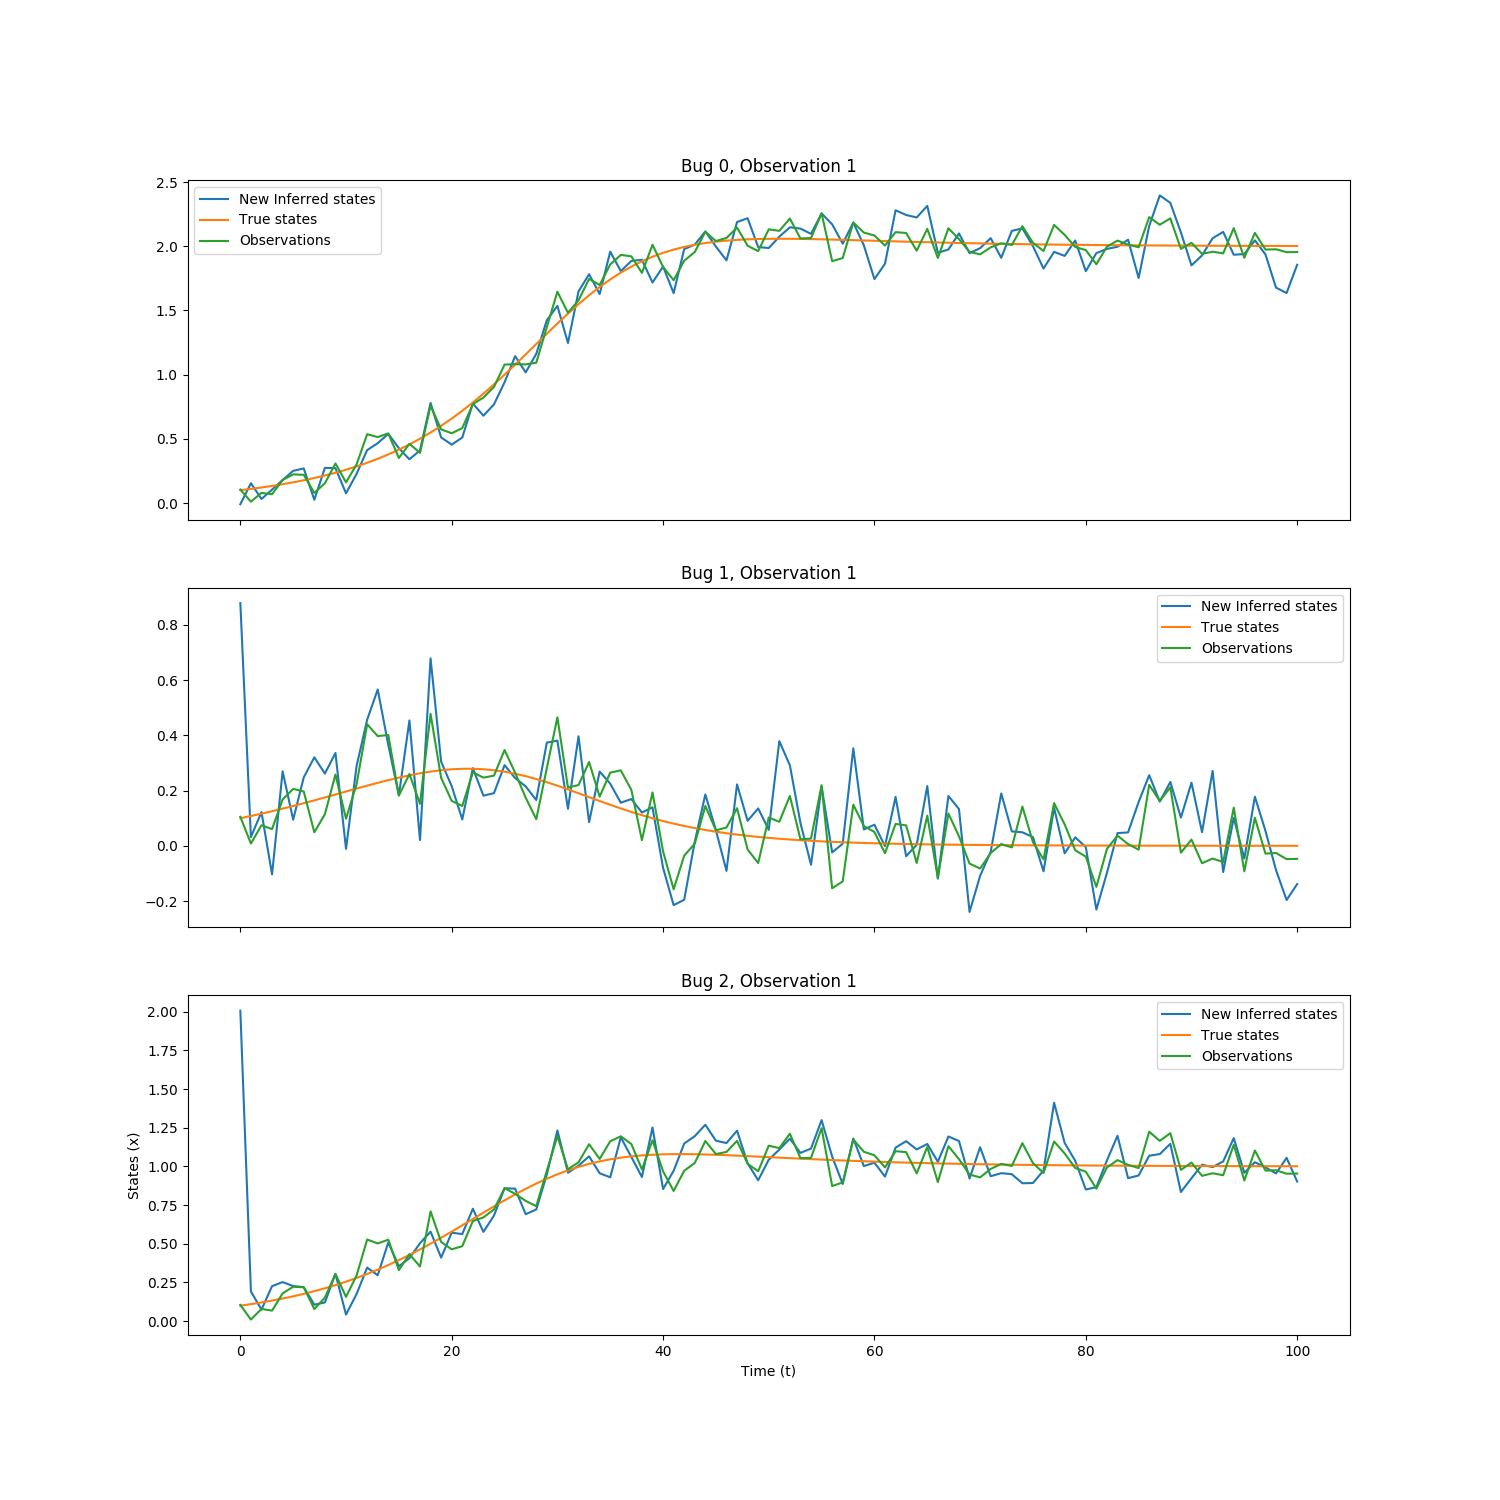 Bug 0, Observation 1
2.5
2.0
1.5
1.0
0.5
0.0
New Inferred states
True states
Observations
Bug 1, Observation 1
0.8
0.6
0.4
0.2
0.0
−0.2
New Inferred states
True states
Observations
Bug 2, Observation 1
2.00
1.75
1.50
1.25
1.00
0.75
0.50
0.25
0.00
States (x)
New Inferred states
True states
Observations
0 20 40 60 80 100
Time (t)